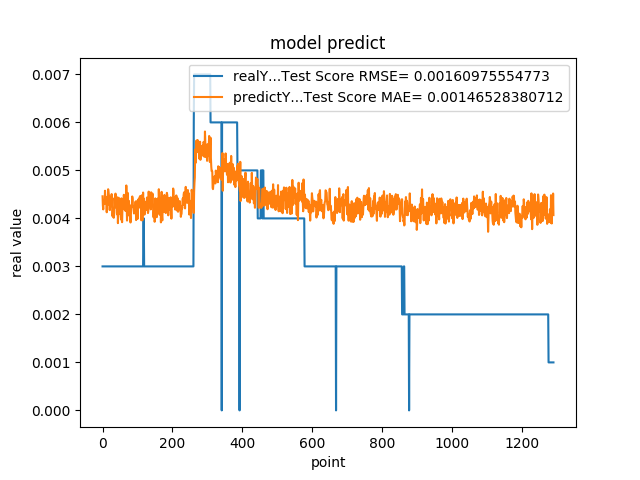 model predict
realY...Test Score RMSE= 0.00160975554773
predictY...Test Score MAE= 0.00146528380712
0.007
0.006
0.005
0.004
0.003
0.002
0.001
0.000
real value
0 200 400 600 800 1000 1200
point